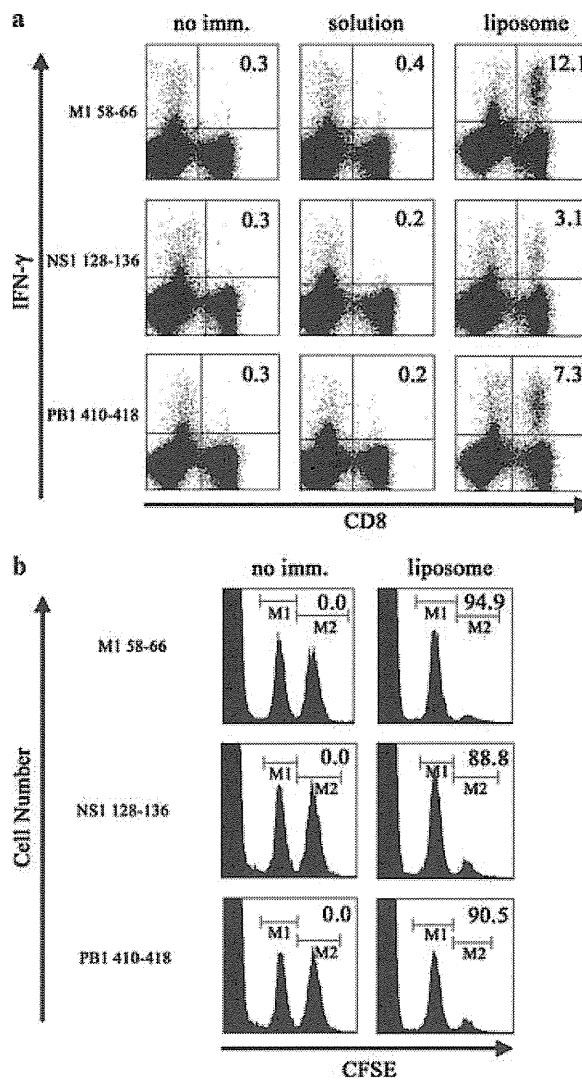 a
no imm. solution liposome
M1 58-66 0.3 0.4 12.1
NS1 128-136 0.3 0.2 3.1
PB1 410-418 0.3 0.2 7.3
IFN-γ
CD8
b
no imm. liposome
M1 58-66 0.0 94.9
M1 M2 M1 M2
NS1 128-136 0.0 88.8
M1 M2 M1 M2
PB1 410-418 0.0 90.5
M1 M2 M1 M2
Cell Number
CFSE